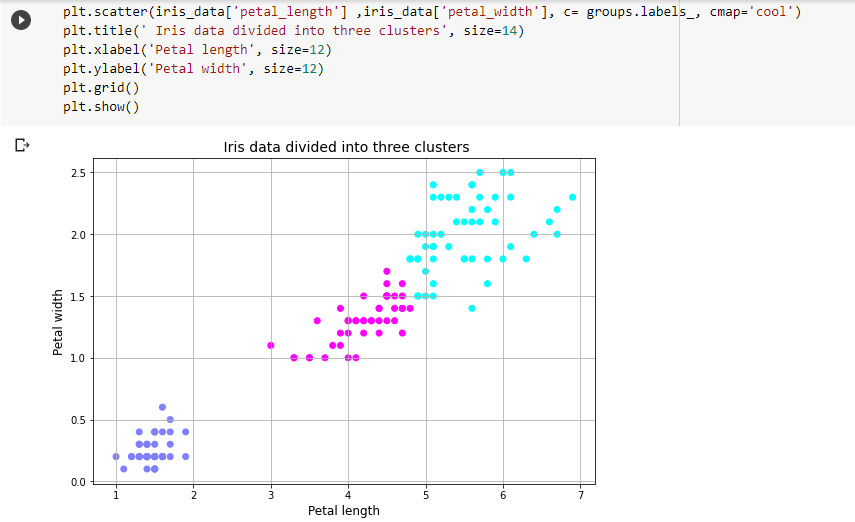 plt.scatter(iris_data['petal_length'] ,iris_data['petal_width'], c= groups.labels_, cmap='cool')
plt.title(' Iris data divided into three clusters', size=14)
plt.xlabel('Petal length', size=12)
plt.ylabel('Petal width', size=12)
plt.grid()
plt.show()
Iris data divided into three clusters
2.5
2.0
1.5
1.0
0.5
0.0
Petal width
1 2 3 4 5 6 7
Petal length